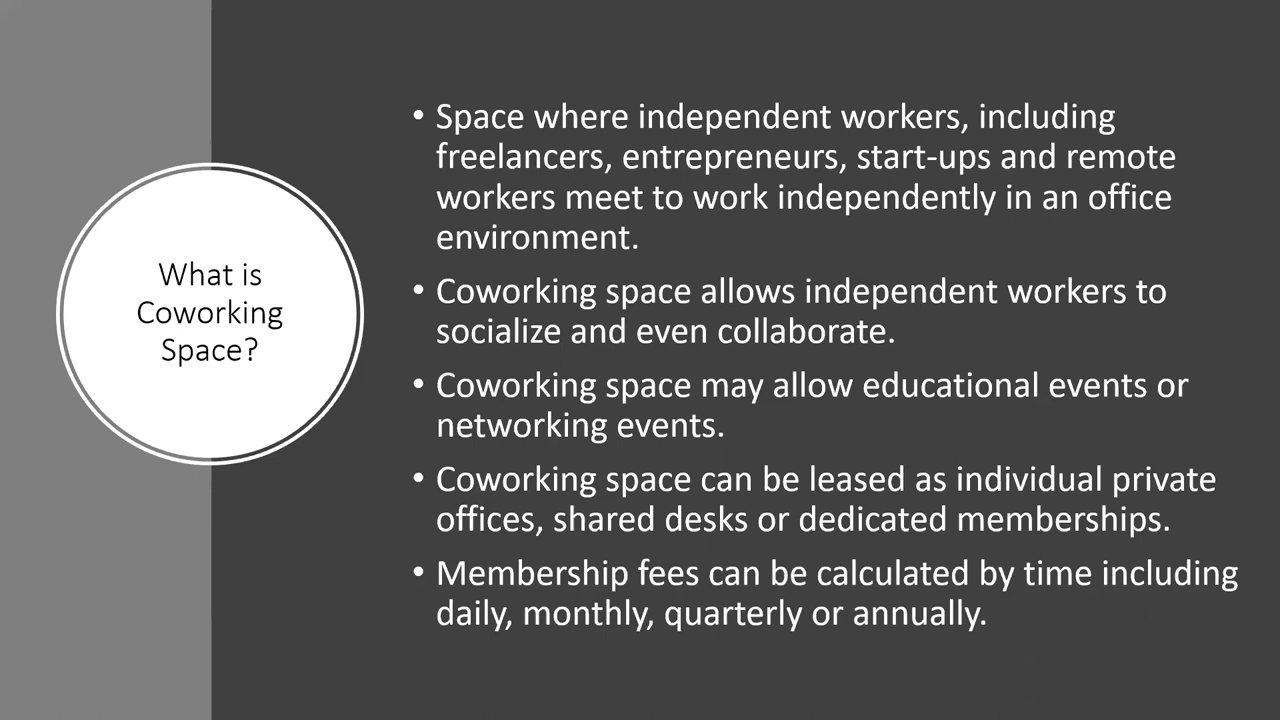 What is
Coworking
Space?
• Space where independent workers, including
freelancers, entrepreneurs, start-ups and remote
workers meet to work independently in an office
environment.
• Coworking space allows independent workers to
socialize and even collaborate.
• Coworking space may allow educational events or
networking events.
• Coworking space can be leased as individual private
offices, shared desks or dedicated memberships.
• Membership fees can be calculated by time including
daily, monthly, quarterly or annually.